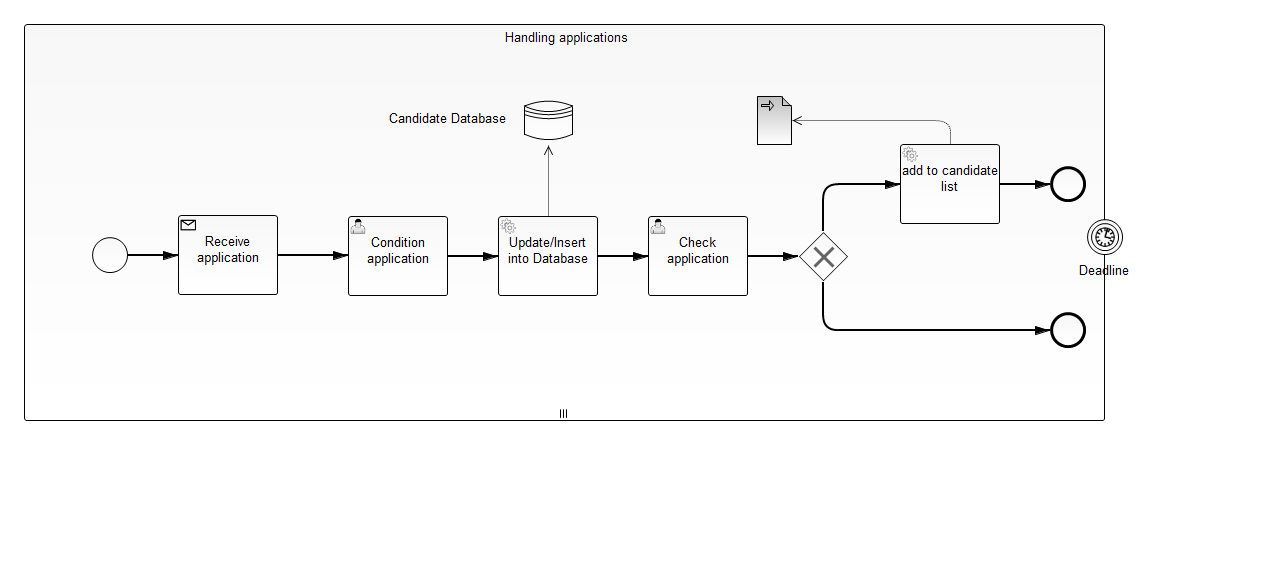 Handling applications
Candidate Database
add to candidate
list
Receive
application
Condition
application
Update/Insert
into Database
Check
application
Deadline